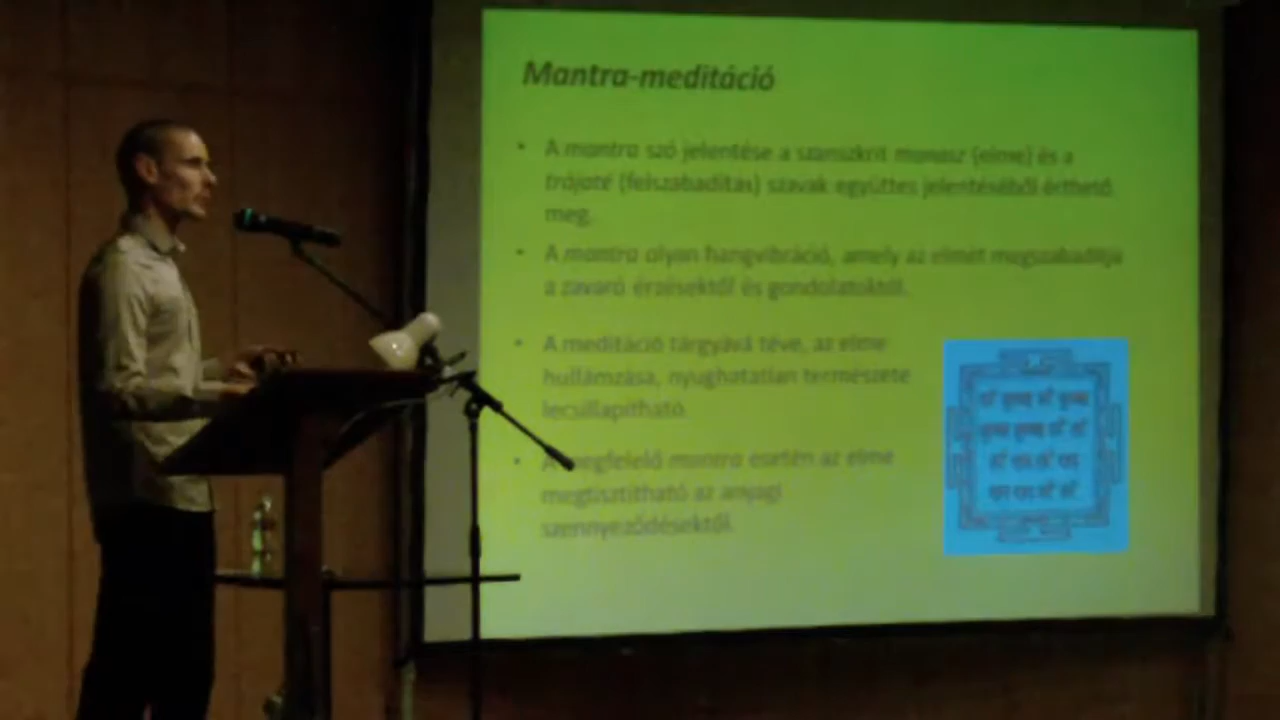 Mantra-meditáció
• A mantra szó jelentése a szanszkrit manasz (elme) és a
trájaté (felszabadítás) szavak együttes jelentéséből érthető
meg.
• A mantra olyan hangvibráció, amely az elmét megszabadítja
a zavaró érzésektől és gondolatoktól.
• A meditáció tárgyává téve, az elme
hullámzása, nyughatatlan természete
lecsillapítható.
• A megfelelő mantra esetén az elme
megtisztítható az anyagi
szennyeződésektől.